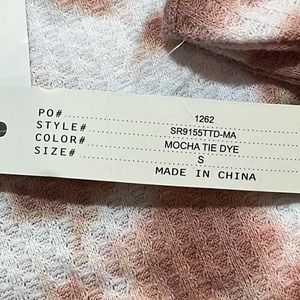 PO# 1262
STYLE# SR9155TTD-MA
COLOR# MOCHA TIE DYE
SIZE# S
MADE IN CHINA